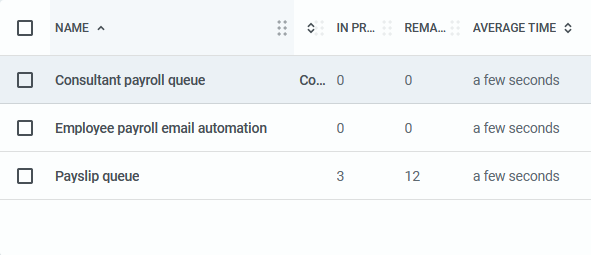 NAME IN PR... REMA... AVERAGE TIME
Consultant payroll queue Co... 0 0 a few seconds
Employee payroll email automation 0 0 a few seconds
Payslip queue 3 12 a few seconds